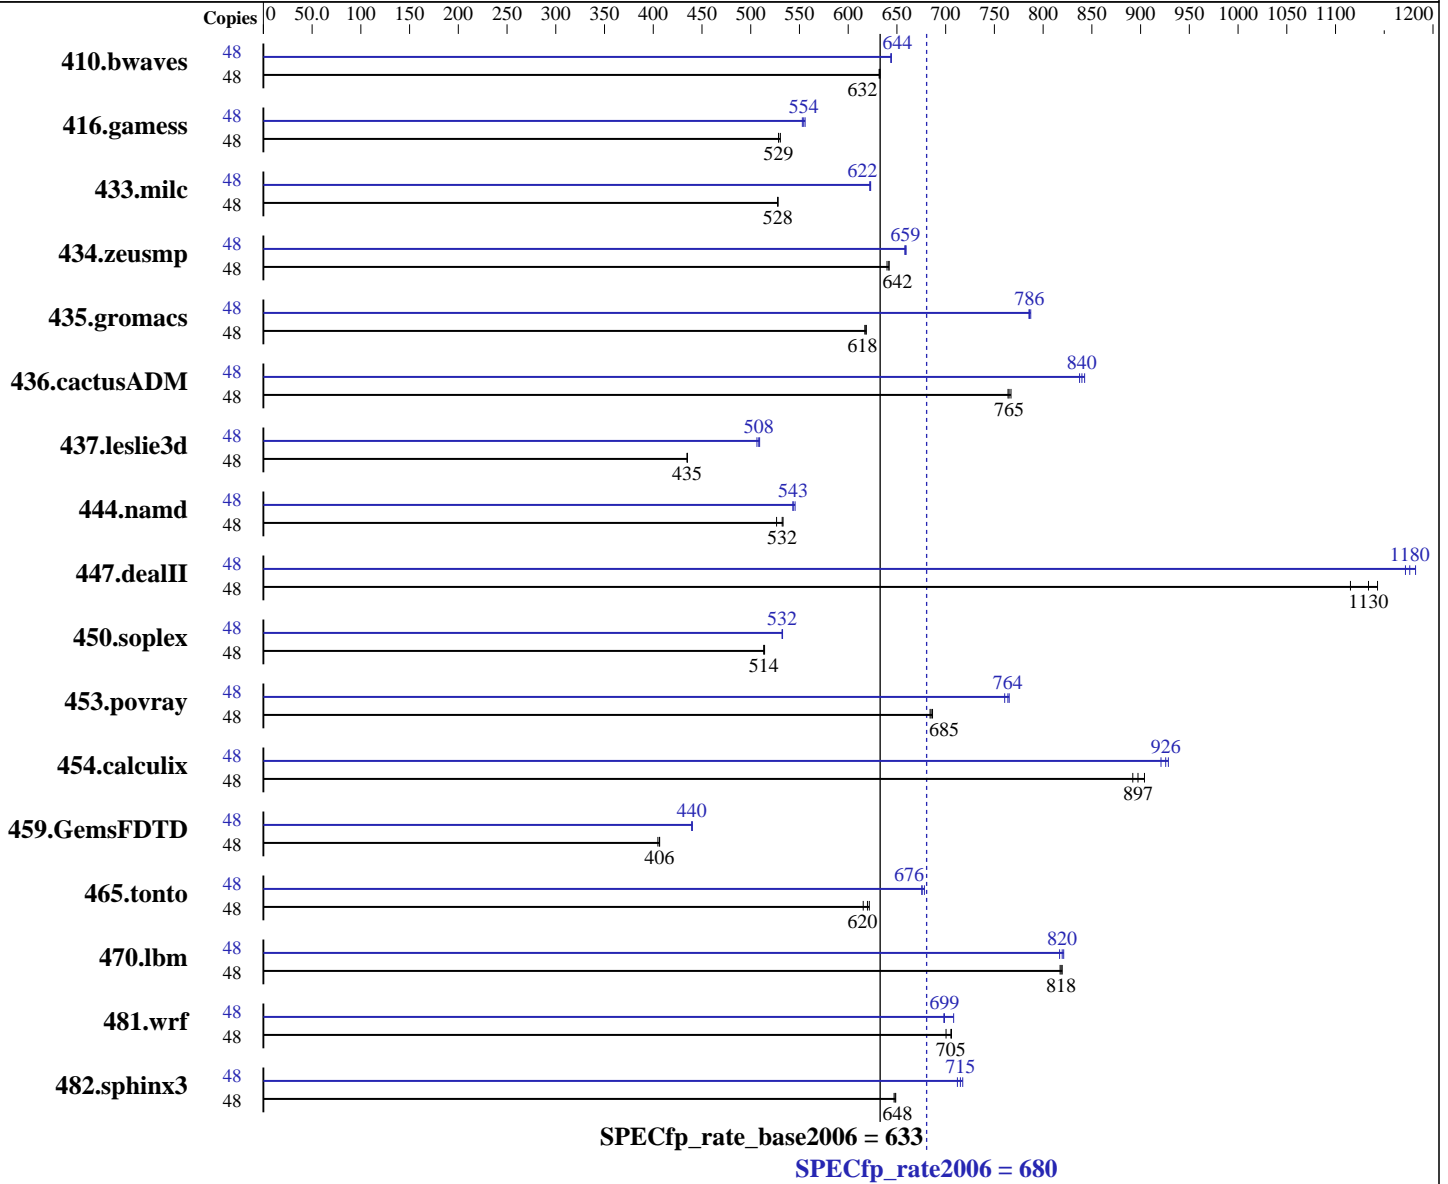 Copies 0 50.0 100 150 200 250 300 350 400 450 500 550 600 650 700 750 800 850 900 950 1000 1050 1100 1200
410.bwaves 48 644
48 632
416.gamess 48 554
48 529
433.milc 48 622
48 528
434.zeusmp 48 659
48 642
435.gromacs 48 786
48 618
436.cactusADM 48 840
48 765
437.leslie3d 48 508
48 435
444.namd 48 543
48 532
447.dealII 48 1180
48 1130
450.soplex 48 532
48 514
453.povray 48 764
48 685
454.calculix 48 926
48 897
459.GemsFDTD 48 440
48 406
465.tonto 48 676
48 620
470.lbm 48 820
48 818
481.wrf 48 699
48 705
482.sphinx3 48 715
48 648
SPECfp_rate_base2006 = 633
SPECfp_rate2006 = 680